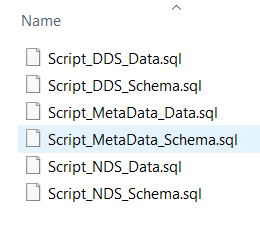 Name
Script_DDS_Data.sql
Script_DDS_Schema.sql
Script_MetaData_Data.sql
Script_MetaData_Schema.sql
Script_NDS_Data.sql
Script_NDS_Schema.sql